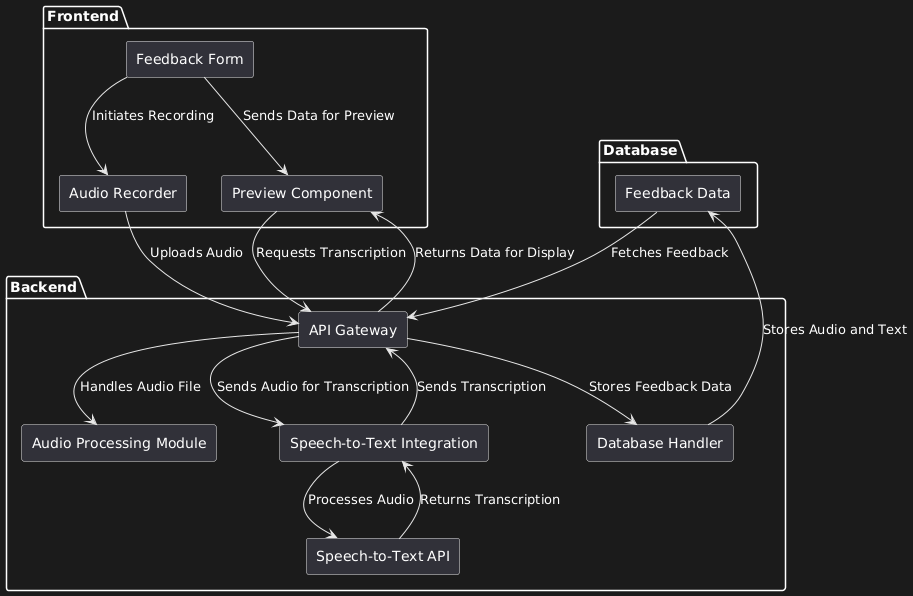 Frontend
Feedback Form
Initiates Recording
Sends Data for Preview
Database
Audio Recorder
Preview Component
Feedback Data
Uploads Audio
Requests Transcription
Returns Data for Display
Fetches Feedback
Backend
API Gateway
Stores Audio and Text
Handles Audio File
Sends Audio for Transcription
Sends Transcription
Stores Feedback Data
Audio Processing Module
Speech-to-Text Integration
Database Handler
Processes Audio
Returns Transcription
Speech-to-Text API